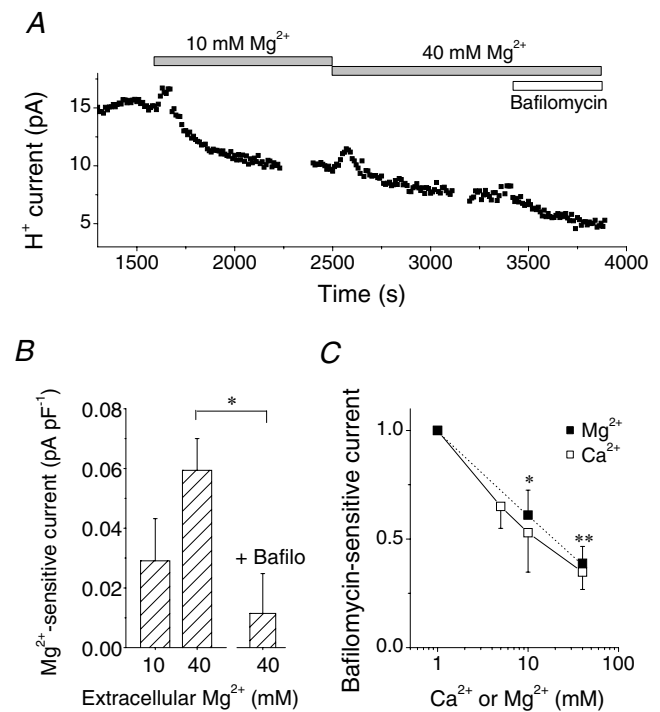 A
10 mM Mg²⁺
40 mM Mg²⁺
Bafilomycin
H⁺ current (pA)
15
10
5
1500 2000 2500 3000 3500 4000
Time (s)
B
Mg²⁺-sensitive current (pA pF⁻¹)
0.08
0.06
0.04
0.02
0.00
*
+ Bafilo
10 40 40
Extracellular Mg²⁺ (mM)
C
Bafilomycin-sensitive current
1.0
0.5
0.0
Mg²⁺
Ca²⁺
*
**
1 10 100
Ca²⁺ or Mg²⁺ (mM)